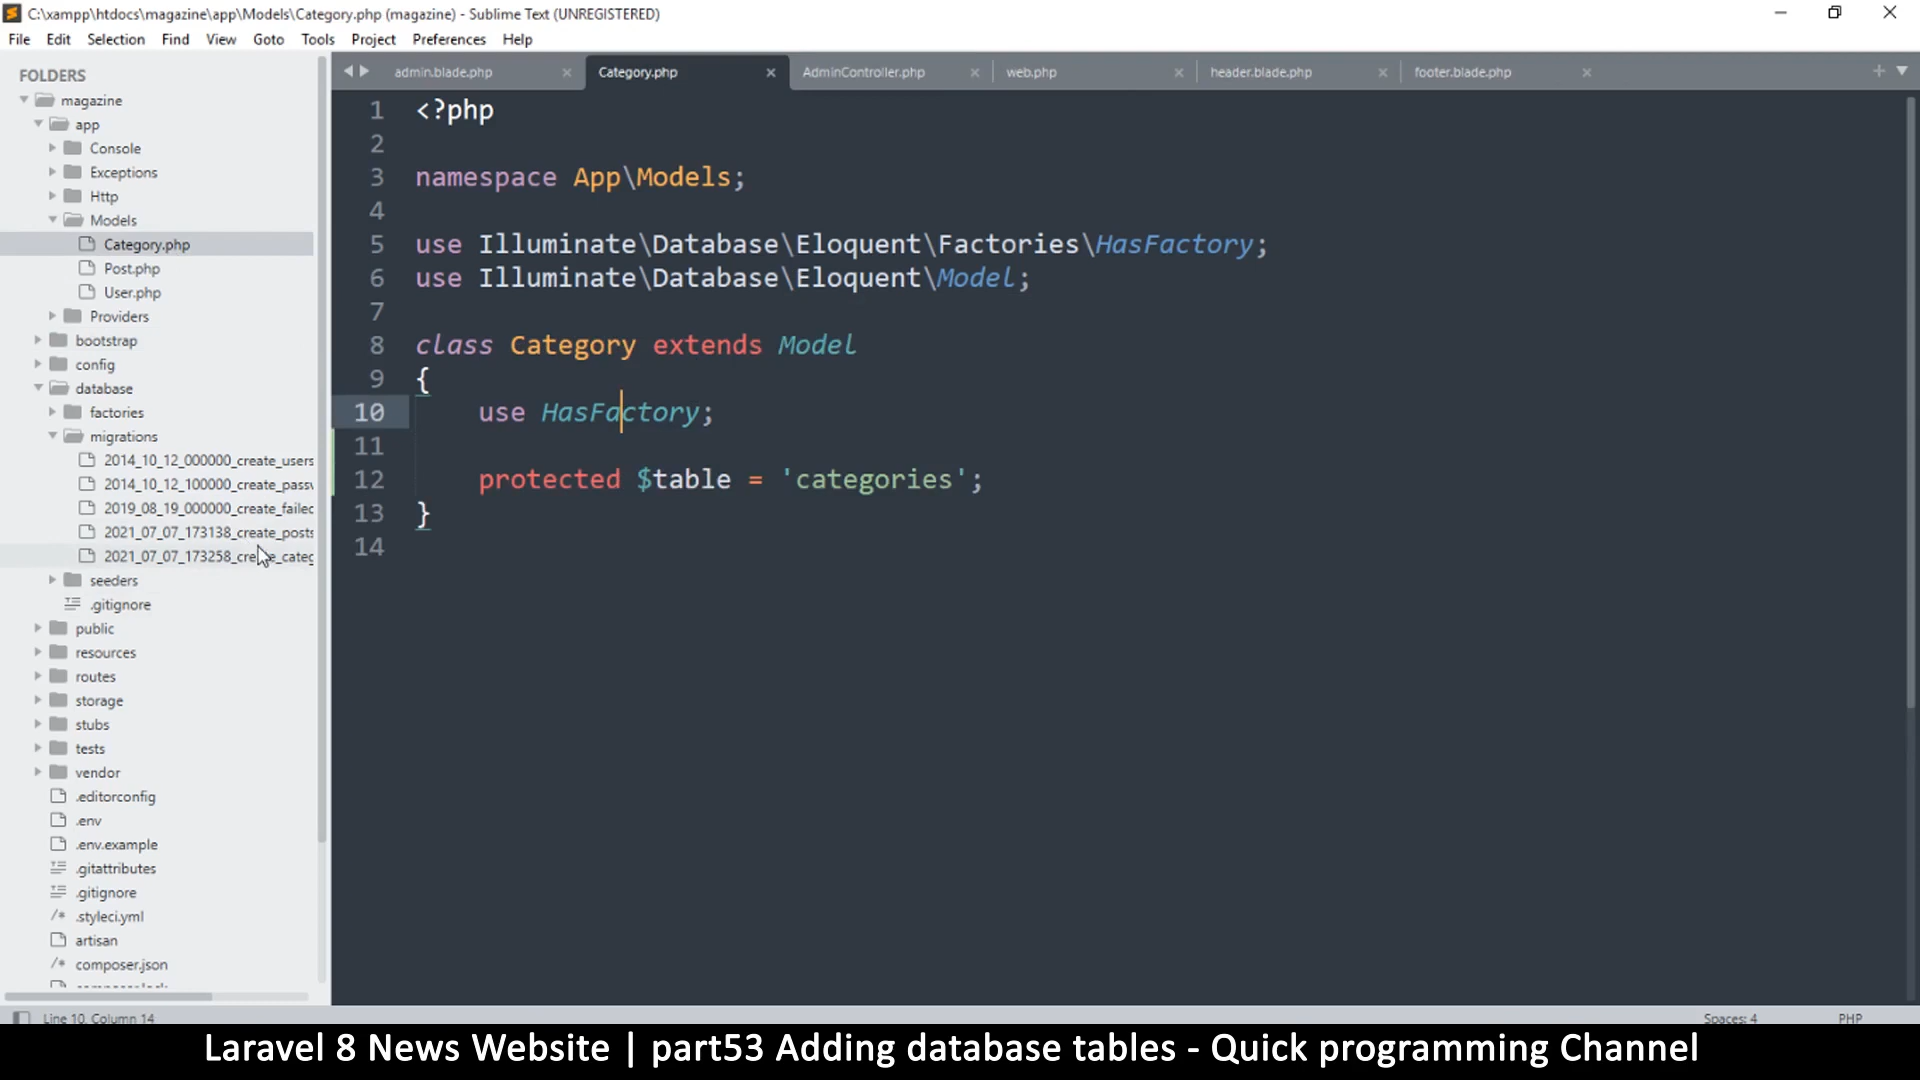 C:\xampp\htdocs\magazine\app\Models\Category.php (magazine) - Sublime Text (UNREGISTERED)
File Edit Selection Find View Goto Tools Project Preferences Help
FOLDERS
magazine
app
Console
Exceptions
Http
Models
Category.php
Post.php
User.php
Providers
bootstrap
config
database
factories
migrations
2014_10_12_000000_create_users
2014_10_12_100000_create_passv
2019_08_19_000000_create_failec
2021_07_07_173138_create_posts
2021_07_07_173258_create_categ
seeders
.gitignore
public
resources
routes
storage
stubs
tests
vendor
.editorconfig
.env
.env.example
.gitattributes
.gitignore
.styleci.yml
artisan
composer.json
admin.blade.php Category.php AdminController.php web.php header.blade.php footer.blade.php
1 <?php
2
3 namespace App\Models;
4
5 use Illuminate\Database\Eloquent\Factories\HasFactory;
6 use Illuminate\Database\Eloquent\Model;
7
8 class Category extends Model
9 {
10 use HasFactory;
11
12 protected $table = 'categories';
13 }
14
Line 10, Column 14 Spaces: 4 PHP
Laravel 8 News Website | part53 Adding database tables - Quick programming Channel